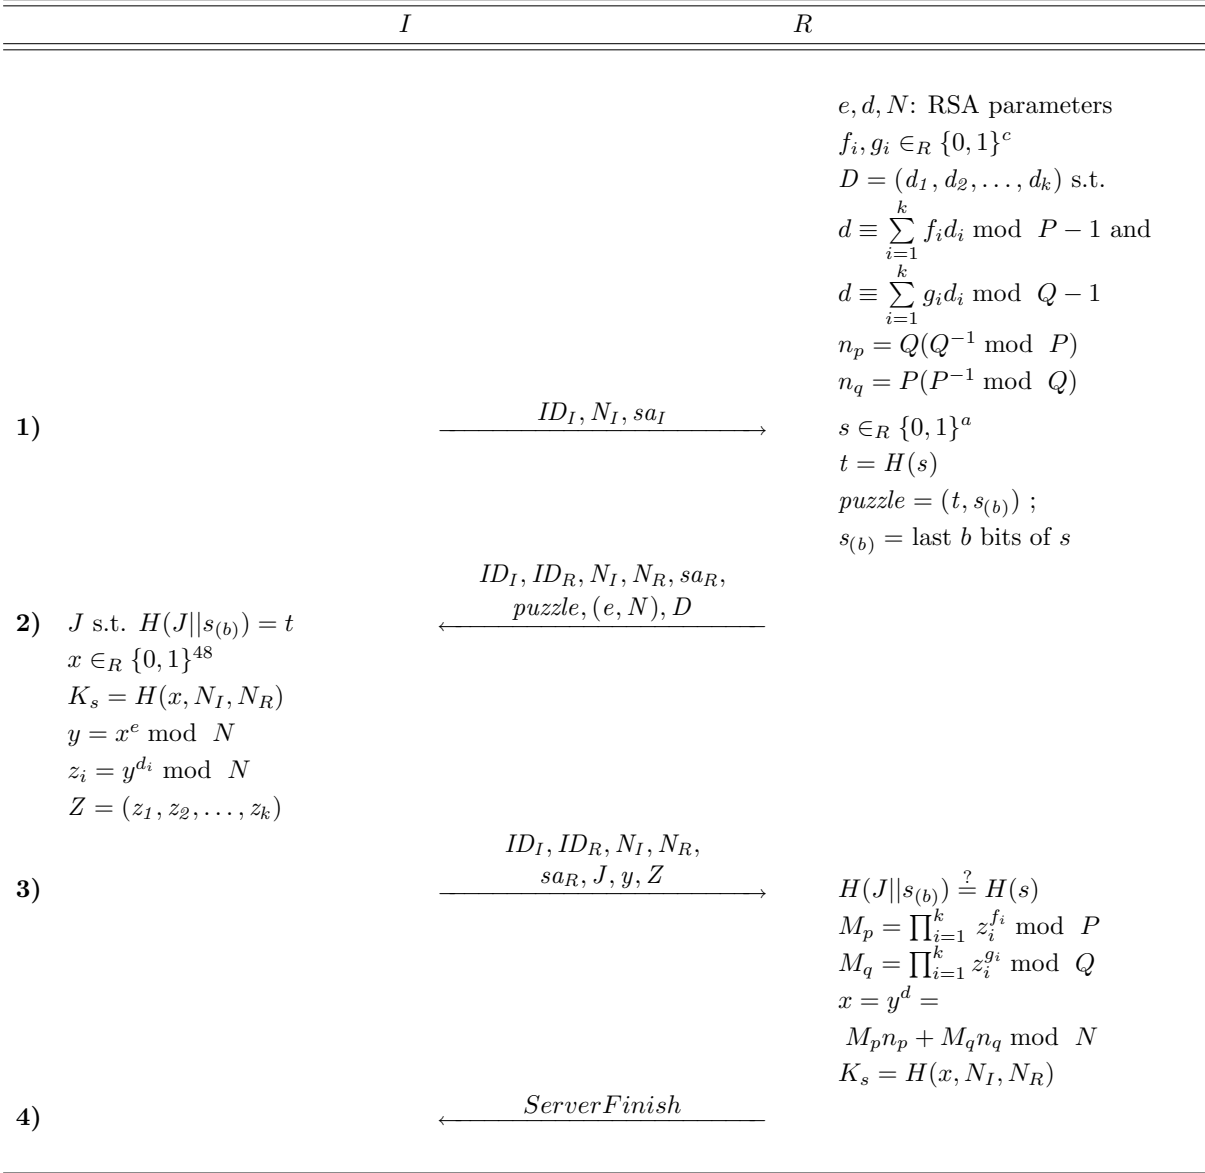 I R
e, d, N: RSA parameters
f_i, g_i ∈_R {0, 1}^c
D = (d_1, d_2, . . . , d_k) s.t.
d ≡ ∑_{i=1}^{k} f_i d_i mod P − 1 and
d ≡ ∑_{i=1}^{k} g_i d_i mod Q − 1
n_p = Q(Q^{−1} mod P)
n_q = P(P^{−1} mod Q)
1) ID_I, N_I, sa_I s ∈_R {0, 1}^a
t = H(s)
puzzle = (t, s_{(b)}) ;
s_{(b)} = last b bits of s
ID_I, ID_R, N_I, N_R, sa_R,
puzzle, (e, N), D
2) J s.t. H(J||s_{(b)}) = t
x ∈_R {0, 1}^{48}
K_s = H(x, N_I, N_R)
y = x^e mod N
z_i = y^{d_i} mod N
Z = (z_1, z_2, . . . , z_k)
ID_I, ID_R, N_I, N_R,
sa_R, J, y, Z
3) H(J||s_{(b)}) ≟ H(s)
M_p = ∏_{i=1}^{k} z_i^{f_i} mod P
M_q = ∏_{i=1}^{k} z_i^{g_i} mod Q
x = y^d =
M_p n_p + M_q n_q mod N
K_s = H(x, N_I, N_R)
4) ServerFinish